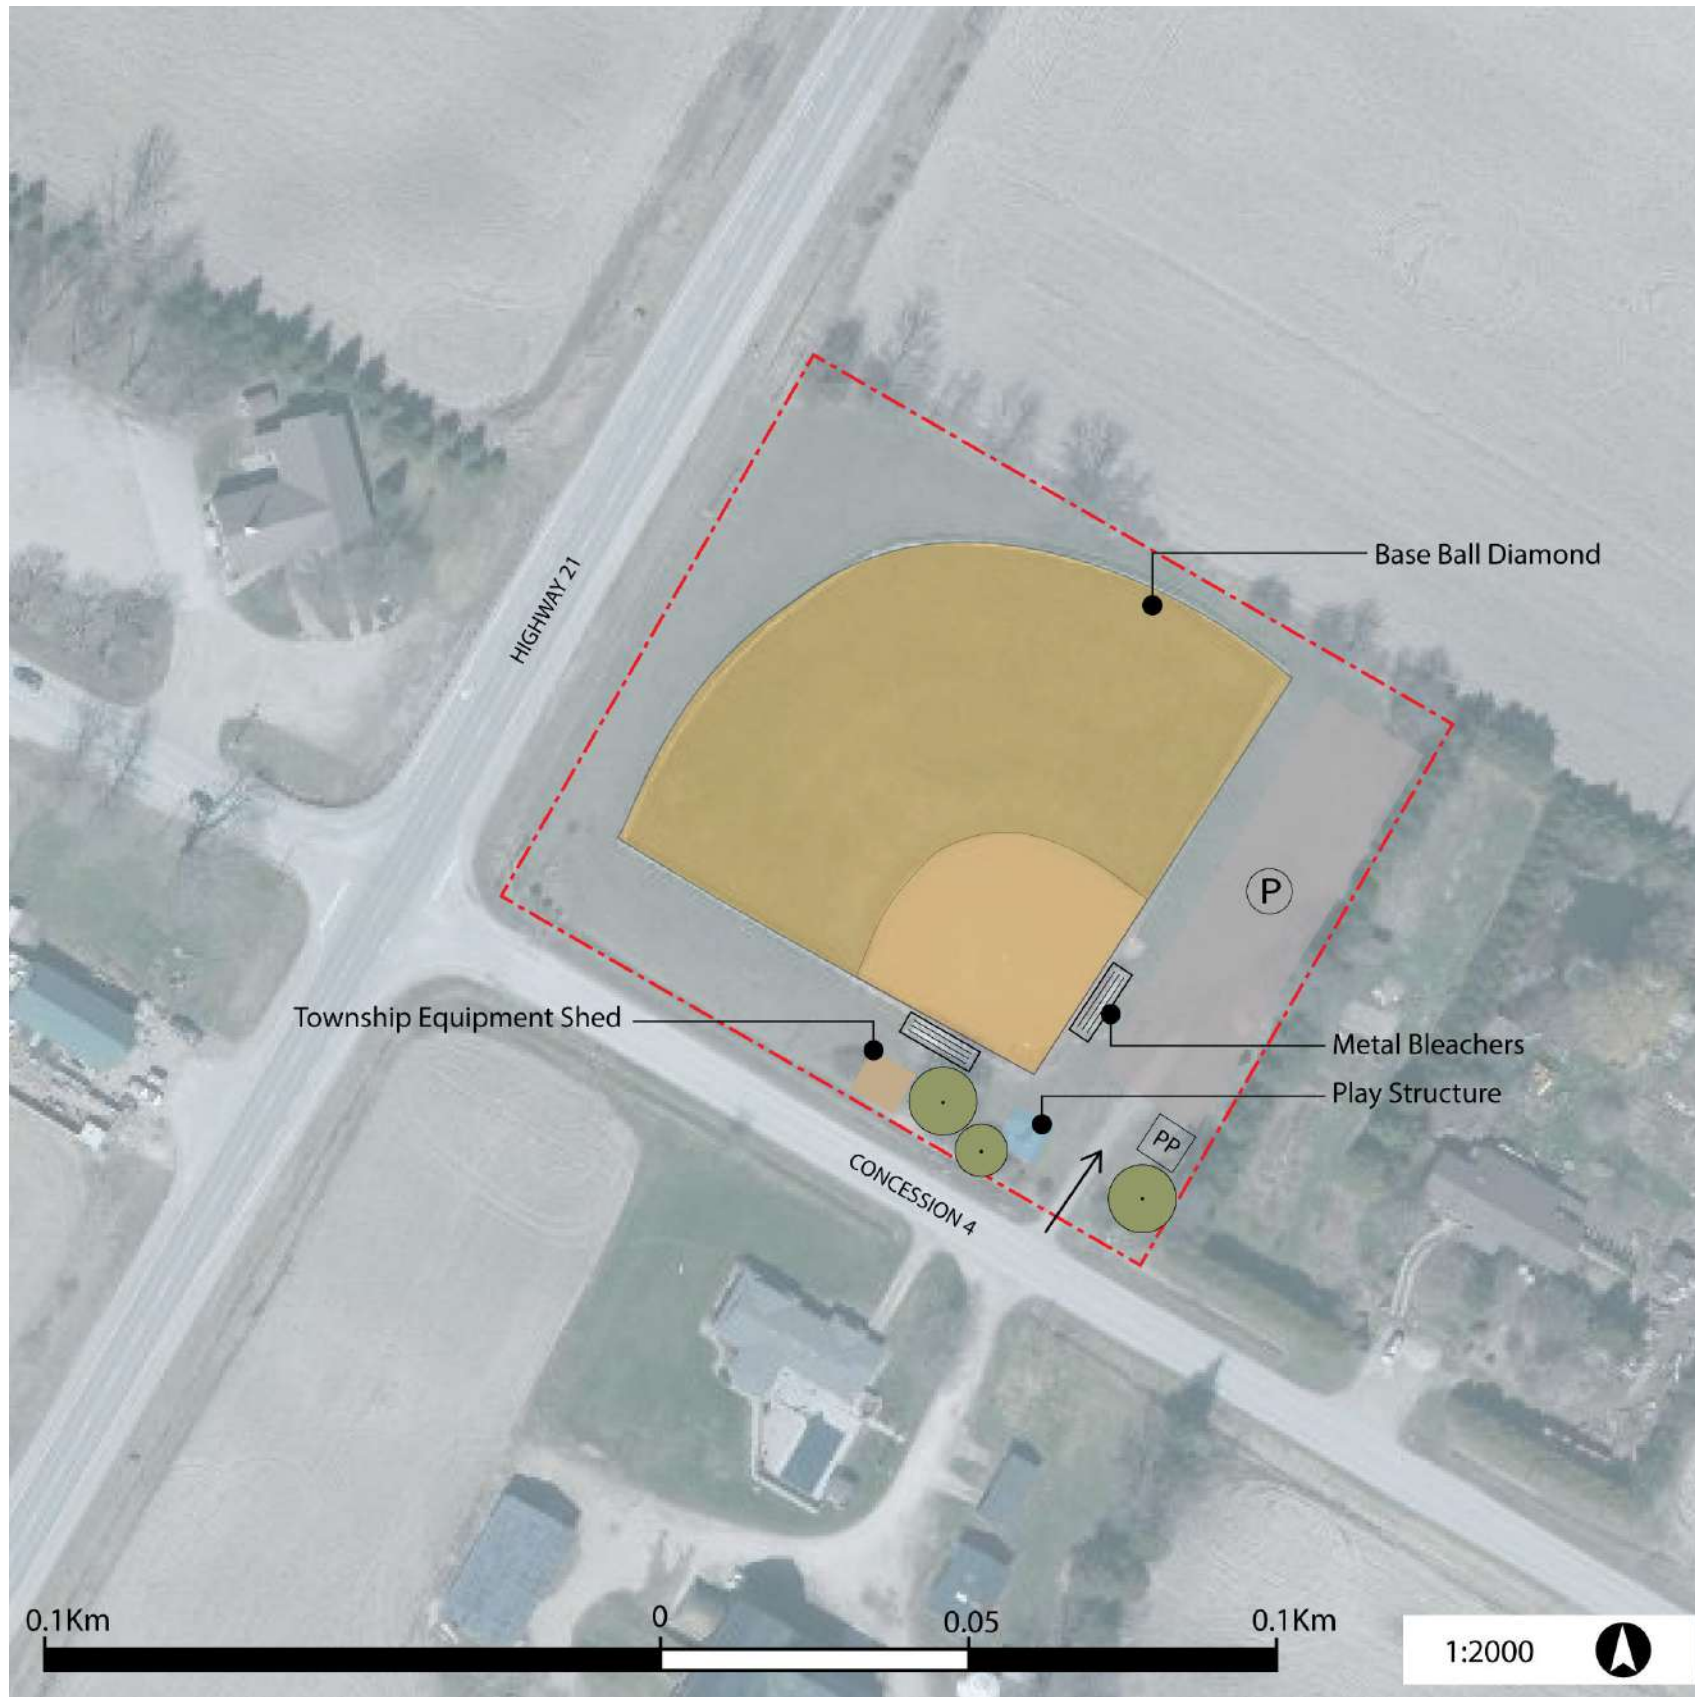 Base Ball Diamond
HIGHWAY 21
P
Township Equipment Shed
Metal Bleachers
Play Structure
PP
CONCESSION 4
0.1Km 0 0.05 0.1Km
1:2000